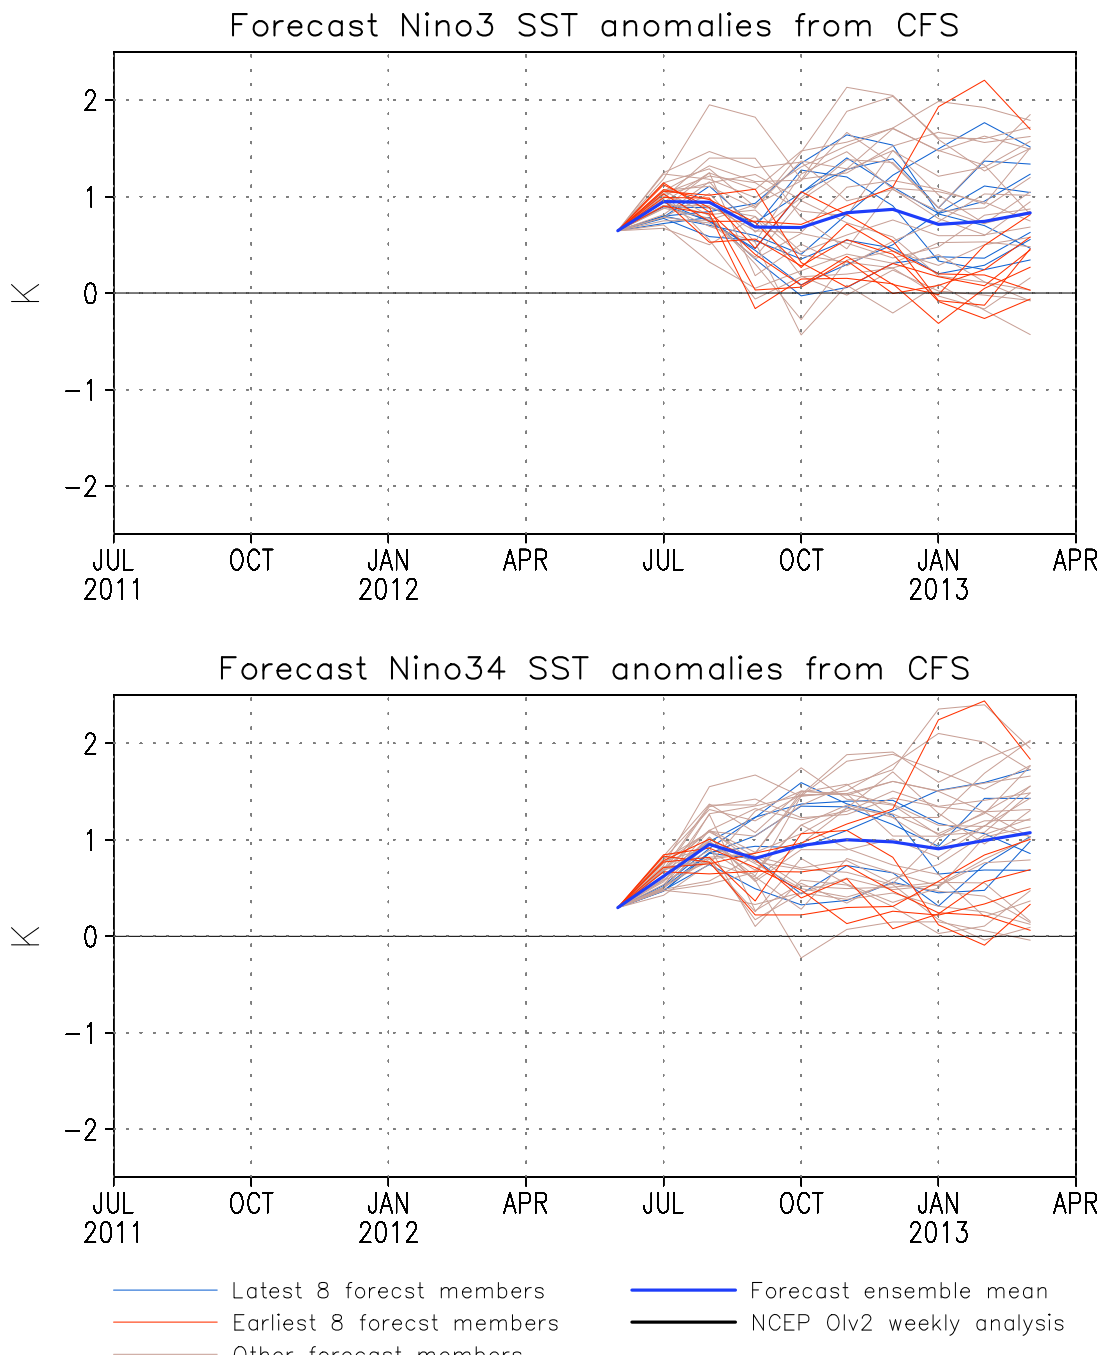 Forecast Nino3 SST anomalies from CFS
2
1
0
K
−1
−2
JUL OCT JAN APR JUL OCT JAN APR
2011 2012 2013
Forecast Nino34 SST anomalies from CFS
2
1
0
K
−1
−2
JUL OCT JAN APR JUL OCT JAN APR
2011 2012 2013
Latest 8 forecst members Forecast ensemble mean
Earliest 8 forecst members NCEP OIv2 weekly analysis
Other forecast members